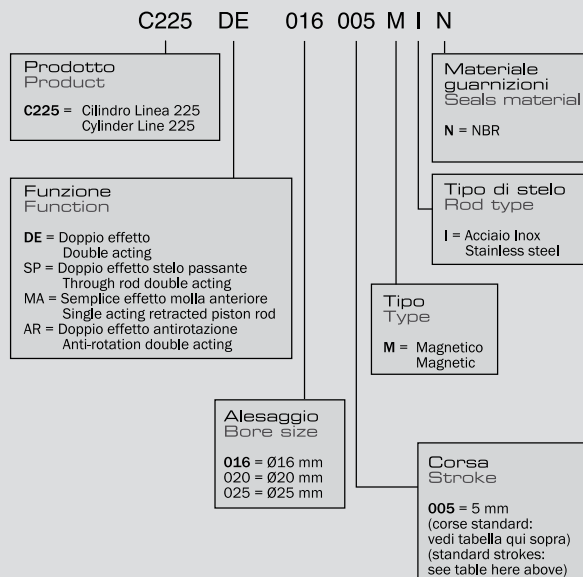 C225 DE 016 005 M I N
Prodotto
Product
C225 = Cilindro Linea 225
Cylinder Line 225
Materiale
guarnizioni
Seals material
N = NBR
Funzione
Function
DE = Doppio effetto
Double acting
SP = Doppio effetto stelo passante
Through rod double acting
MA = Semplice effetto molla anteriore
Single acting retracted piston rod
AR = Doppio effetto antirotazione
Anti-rotation double acting
Tipo di stelo
Rod type
I = Acciaio Inox
Stainless steel
Tipo
Type
M = Magnetico
Magnetic
Alesaggio
Bore size
016 = Ø16 mm
020 = Ø20 mm
025 = Ø25 mm
Corsa
Stroke
005 = 5 mm
(corse standard:
vedi tabella qui sopra)
(standard strokes:
see table here above)